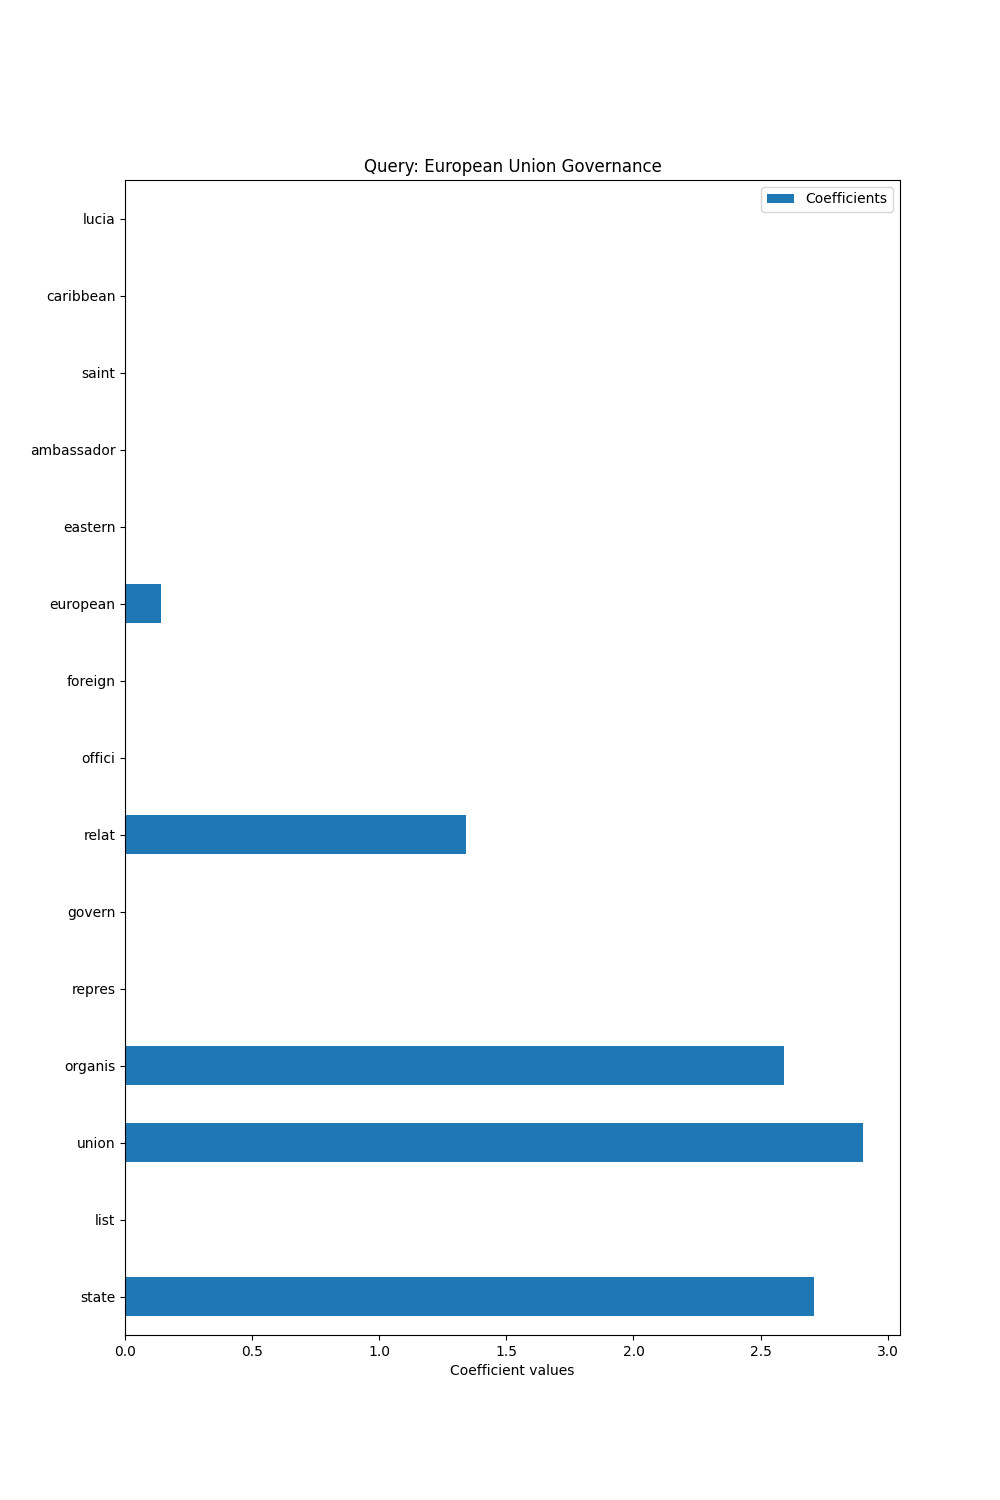 Query: European Union Governance
Coefficients
lucia
caribbean
saint
ambassador
eastern
european
foreign
offici
relat
govern
repres
organis
union
list
state
0.0 0.5 1.0 1.5 2.0 2.5 3.0
Coefficient values